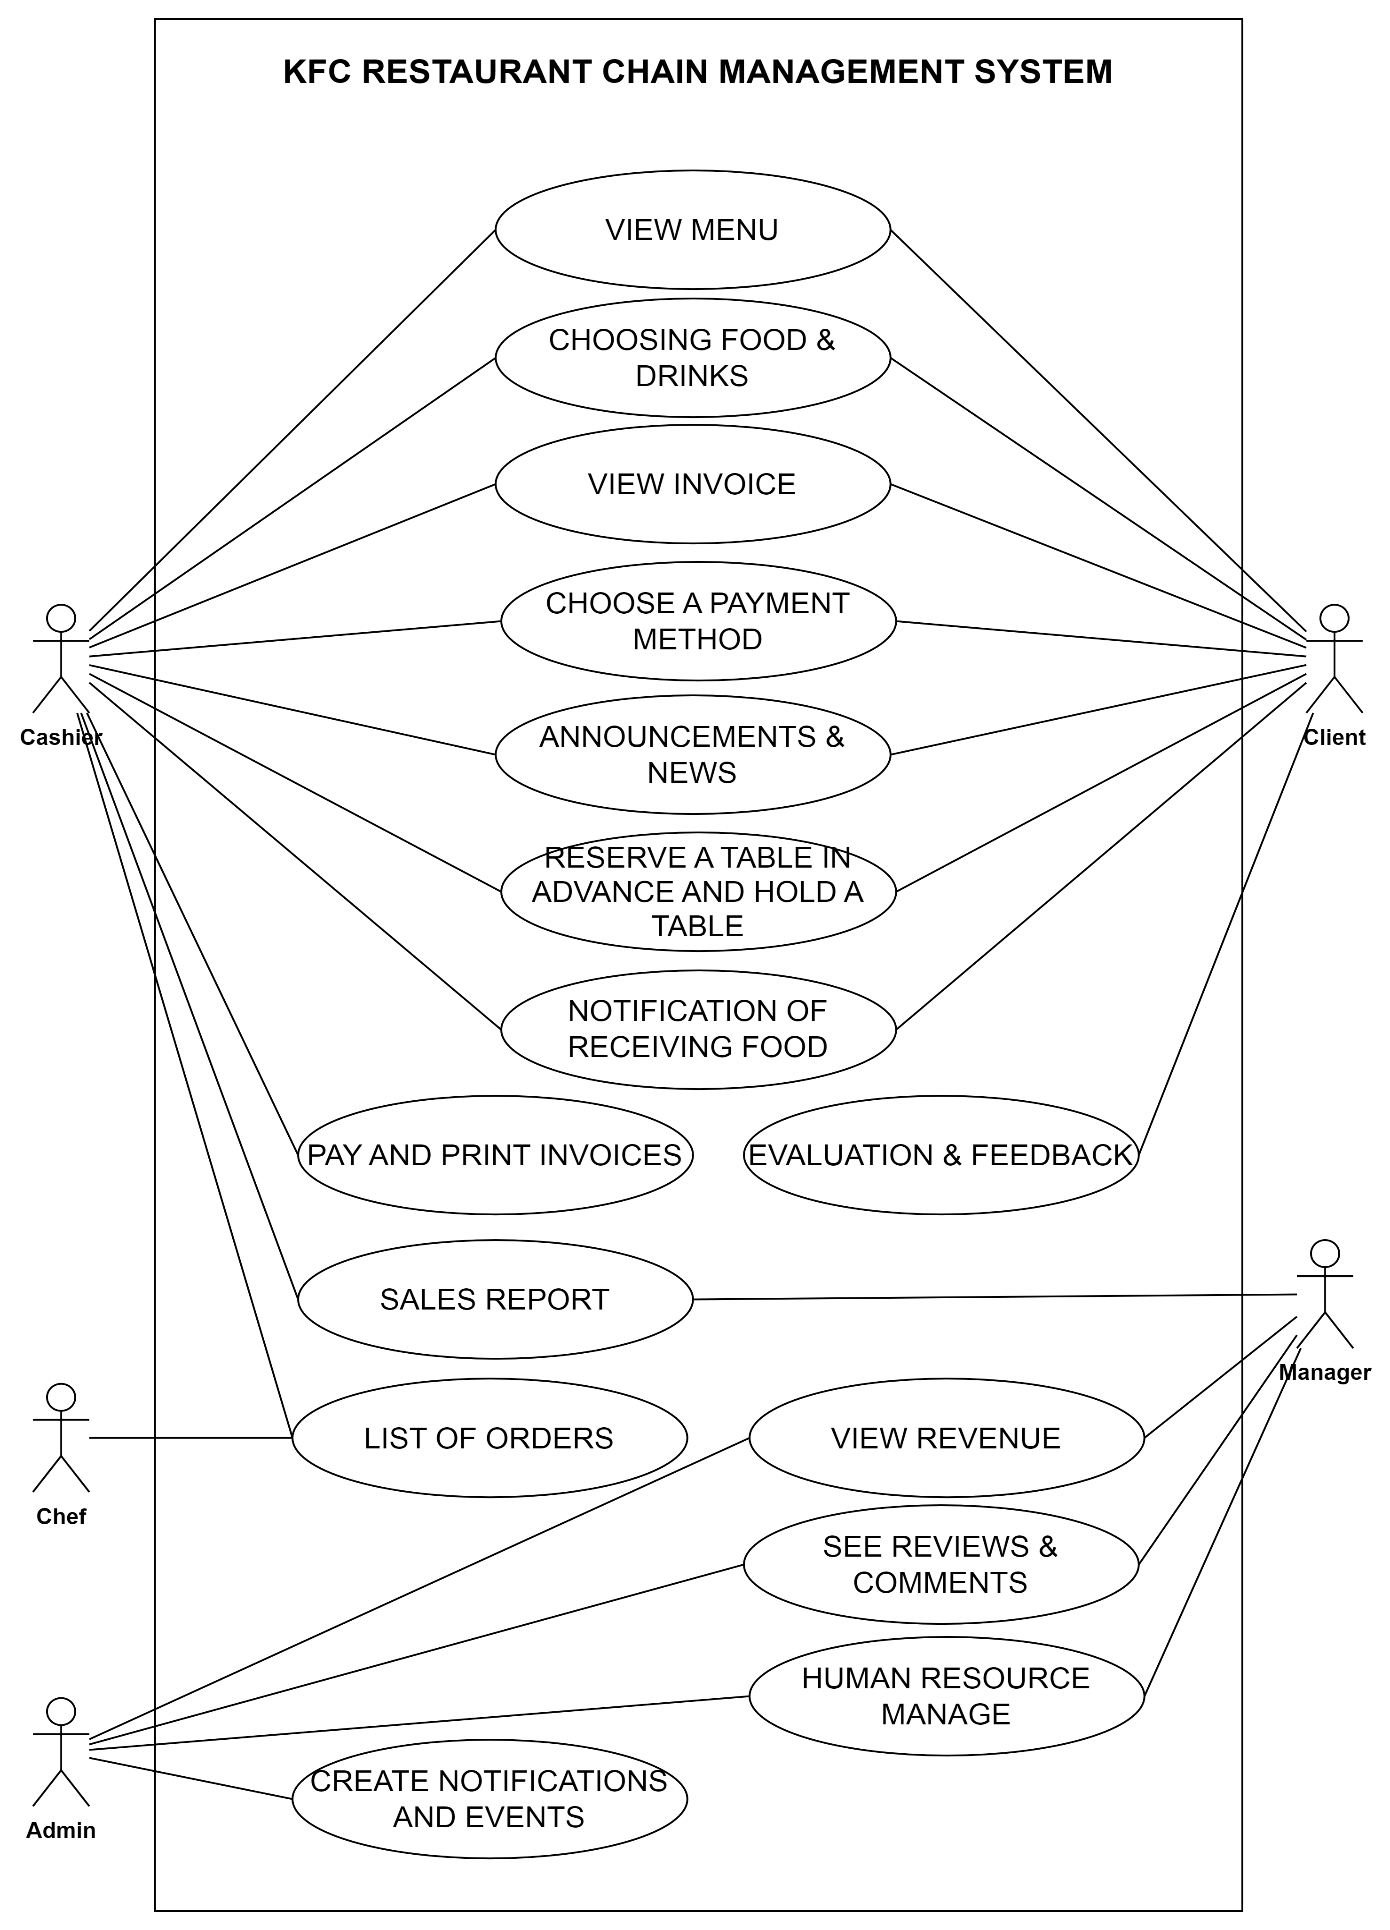 KFC RESTAURANT CHAIN MANAGEMENT SYSTEM
VIEW MENU
CHOOSING FOOD &
DRINKS
VIEW INVOICE
CHOOSE A PAYMENT
METHOD
Cashier
Client
ANNOUNCEMENTS &
NEWS
RESERVE A TABLE IN
ADVANCE AND HOLD A
TABLE
NOTIFICATION OF
RECEIVING FOOD
PAY AND PRINT INVOICES
EVALUATION & FEEDBACK
SALES REPORT
Manager
LIST OF ORDERS
VIEW REVENUE
Chef
SEE REVIEWS &
COMMENTS
HUMAN RESOURCE
MANAGE
CREATE NOTIFICATIONS
AND EVENTS
Admin